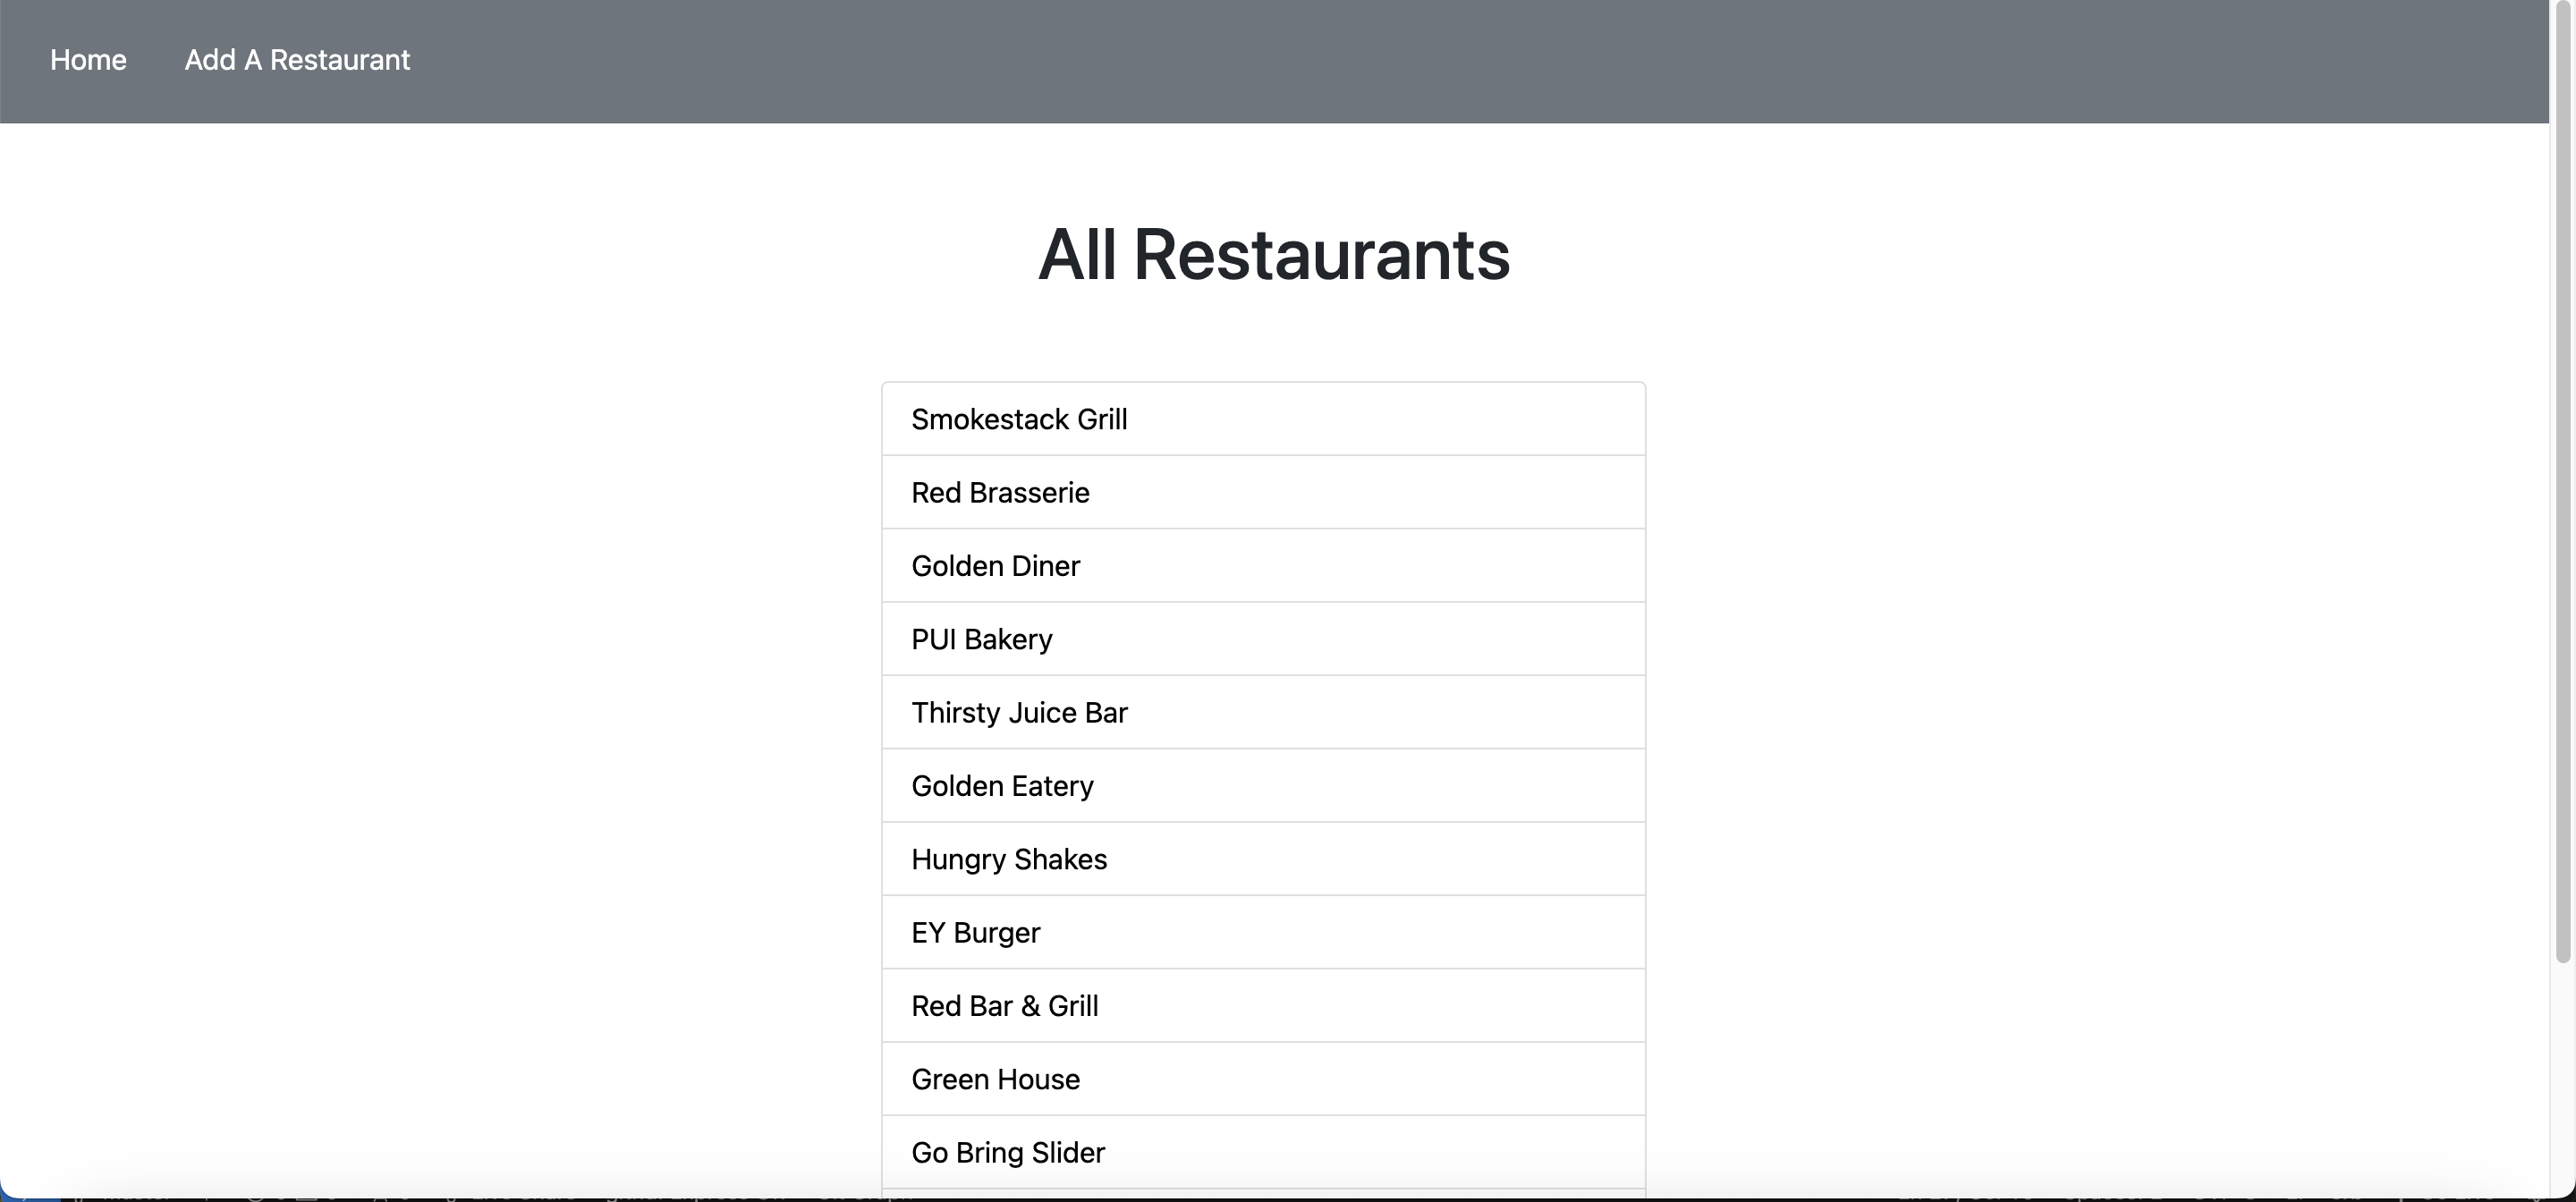 Home Add A Restaurant
All Restaurants
Smokestack Grill
Red Brasserie
Golden Diner
PUI Bakery
Thirsty Juice Bar
Golden Eatery
Hungry Shakes
EY Burger
Red Bar & Grill
Green House
Go Bring Slider